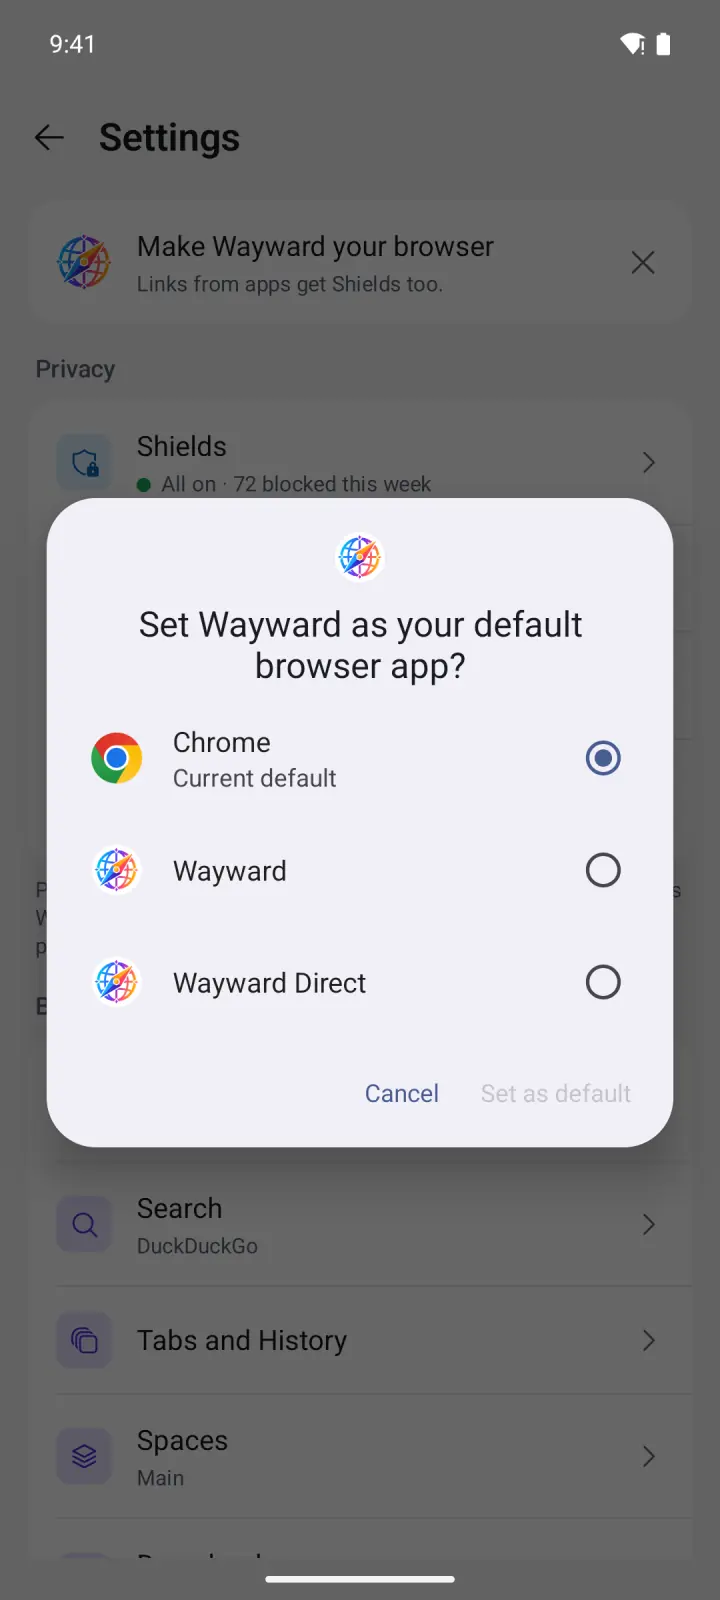 9:41
Settings
Make Wayward your browser
Links from apps get Shields too.
Privacy
Shields
All on · 72 blocked this week
Set Wayward as your default
browser app?
Chrome
Current default
Wayward
Wayward Direct
Cancel
Set as default
Search
DuckDuckGo
Tabs and History
Spaces
Main